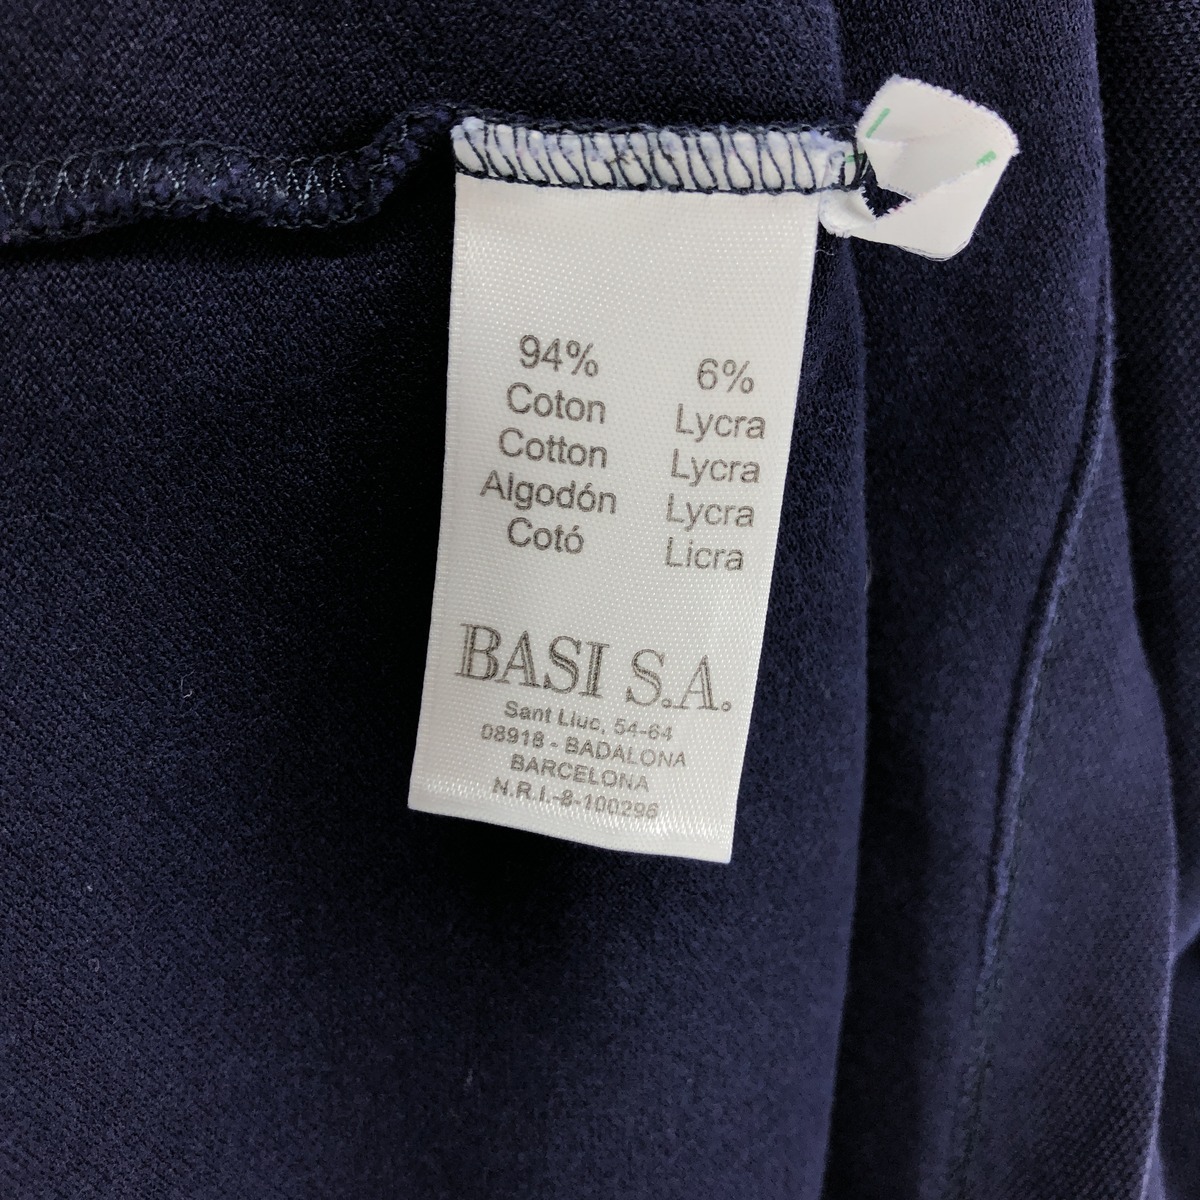 94% 6%
Coton Lycra
Cotton Lycra
Algodón Lycra
Cotó Licra
BASI S.A.
Sant Lluc, 54-64
08918 - BADALONA
BARCELONA
N.R.I.-8-100296